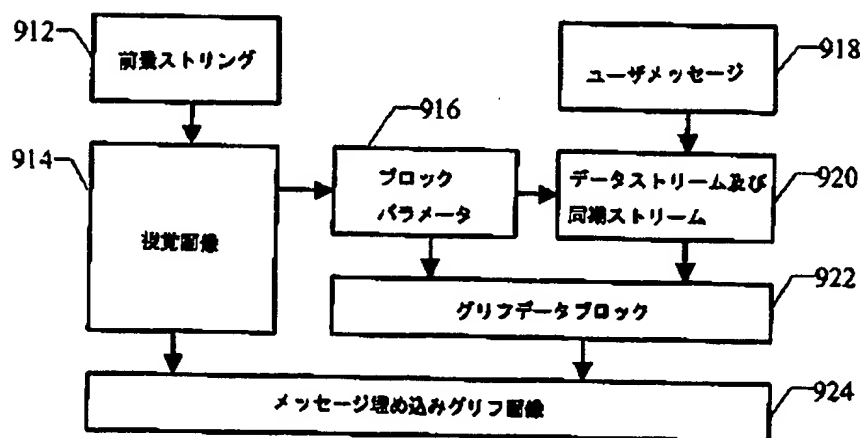 912
前景ストリング
918
ユーザメッセージ
914
視覚画像
916
ブロック
パラメータ
データストリーム及び
同期ストリーム
920
922
グリフデータブロック
メッセージ埋め込みグリフ画像
924